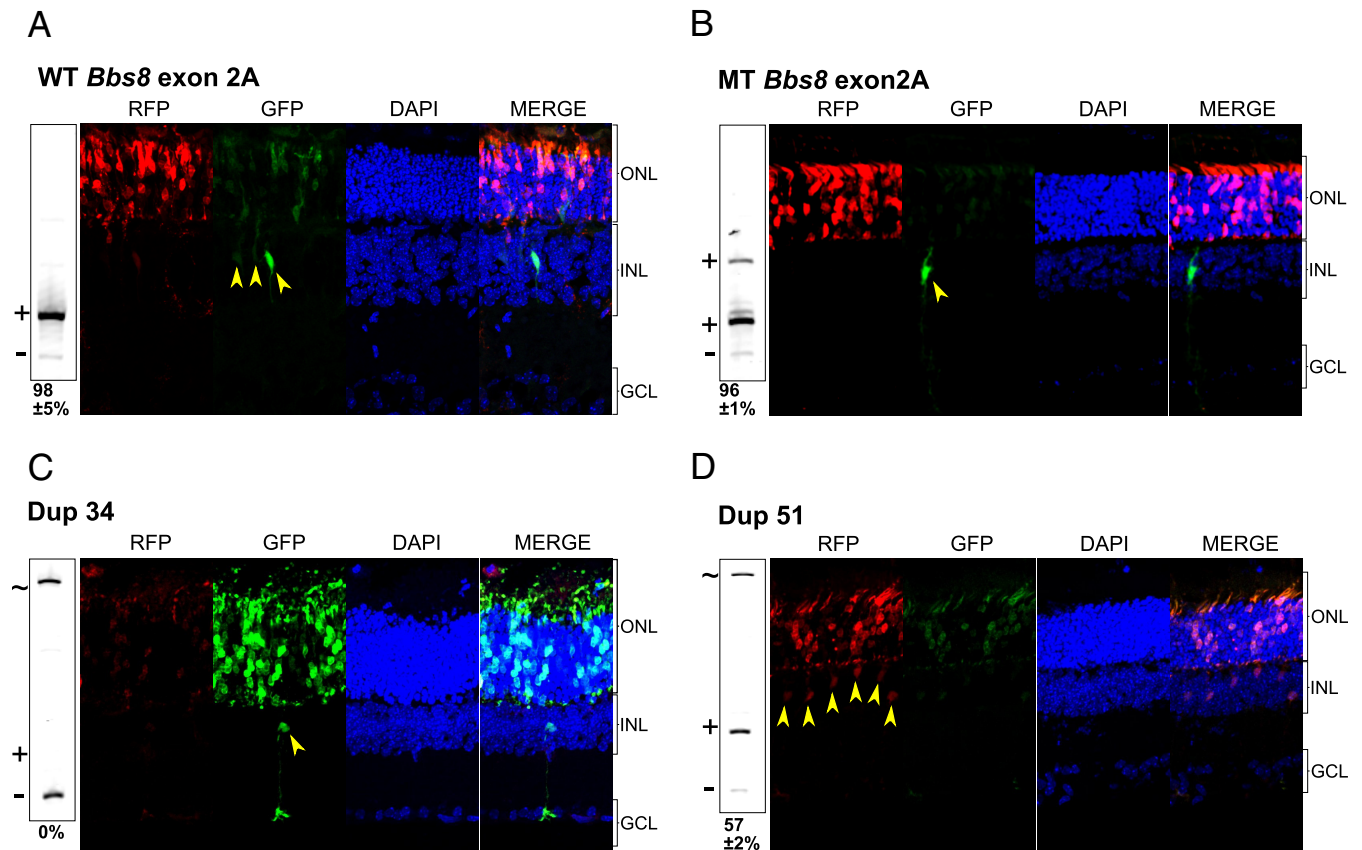 A
WT Bbs8 exon 2A
RFP GFP DAPI MERGE
+
-
98
±5%
ONL
INL
GCL
B
MT Bbs8 exon2A
RFP GFP DAPI MERGE
+
+
-
96
±1%
ONL
INL
GCL
C
Dup 34
RFP GFP DAPI MERGE
~
+
-
0%
ONL
INL
GCL
D
Dup 51
RFP GFP DAPI MERGE
~
+
-
57
±2%
ONL
INL
GCL